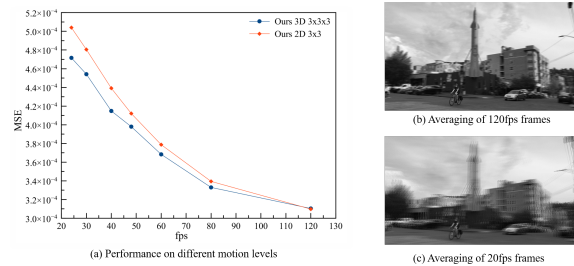 5.2×10⁻⁴
5.0×10⁻⁴
4.8×10⁻⁴
4.6×10⁻⁴
4.4×10⁻⁴
4.2×10⁻⁴
4.0×10⁻⁴
3.8×10⁻⁴
3.6×10⁻⁴
3.4×10⁻⁴
3.2×10⁻⁴
3.0×10⁻⁴
MSE
Ours 3D 3x3x3
Ours 2D 3x3
20 30 40 50 60 70 80 90 100 110 120 130
fps
(a) Performance on different motion levels
(b) Averaging of 120fps frames
(c) Averaging of 20fps frames